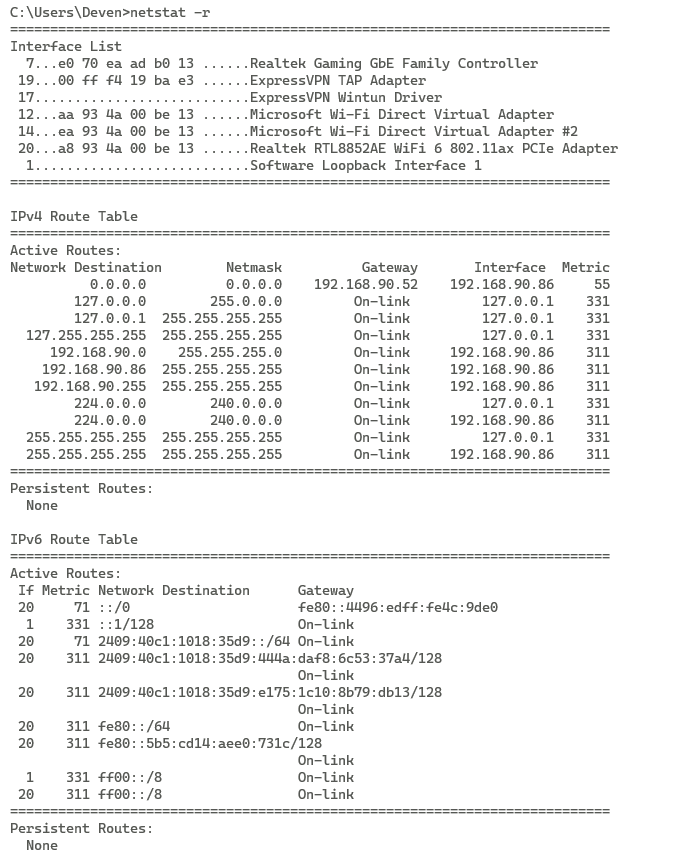 C:\Users\Deven>netstat -r
===========================================================================
Interface List
  7...e0 70 ea ad b0 13 ......Realtek Gaming GbE Family Controller
 19...00 ff f4 19 ba e3 ......ExpressVPN TAP Adapter
 17...........................ExpressVPN Wintun Driver
 12...aa 93 4a 00 be 13 ......Microsoft Wi-Fi Direct Virtual Adapter
 14...ea 93 4a 00 be 13 ......Microsoft Wi-Fi Direct Virtual Adapter #2
 20...a8 93 4a 00 be 13 ......Realtek RTL8852AE WiFi 6 802.11ax PCIe Adapter
  1...........................Software Loopback Interface 1
===========================================================================

IPv4 Route Table
===========================================================================
Active Routes:
Network Destination        Netmask          Gateway       Interface  Metric
          0.0.0.0          0.0.0.0    192.168.90.52    192.168.90.86     55
        127.0.0.0        255.0.0.0         On-link         127.0.0.1    331
        127.0.0.1  255.255.255.255         On-link         127.0.0.1    331
  127.255.255.255  255.255.255.255         On-link         127.0.0.1    331
     192.168.90.0    255.255.255.0         On-link     192.168.90.86    311
    192.168.90.86  255.255.255.255         On-link     192.168.90.86    311
   192.168.90.255  255.255.255.255         On-link     192.168.90.86    311
        224.0.0.0        240.0.0.0         On-link         127.0.0.1    331
        224.0.0.0        240.0.0.0         On-link     192.168.90.86    311
  255.255.255.255  255.255.255.255         On-link         127.0.0.1    331
  255.255.255.255  255.255.255.255         On-link     192.168.90.86    311
===========================================================================
Persistent Routes:
  None

IPv6 Route Table
===========================================================================
Active Routes:
 If Metric Network Destination      Gateway
 20     71 ::/0                     fe80::4496:edff:fe4c:9de0
  1    331 ::1/128                  On-link
 20     71 2409:40c1:1018:35d9::/64 On-link
 20    311 2409:40c1:1018:35d9:444a:daf8:6c53:37a4/128
                                    On-link
 20    311 2409:40c1:1018:35d9:e175:1c10:8b79:db13/128
                                    On-link
 20    311 fe80::/64                On-link
 20    311 fe80::5b5:cd14:aee0:731c/128
                                    On-link
  1    331 ff00::/8                 On-link
 20    311 ff00::/8                 On-link
===========================================================================
Persistent Routes:
  None